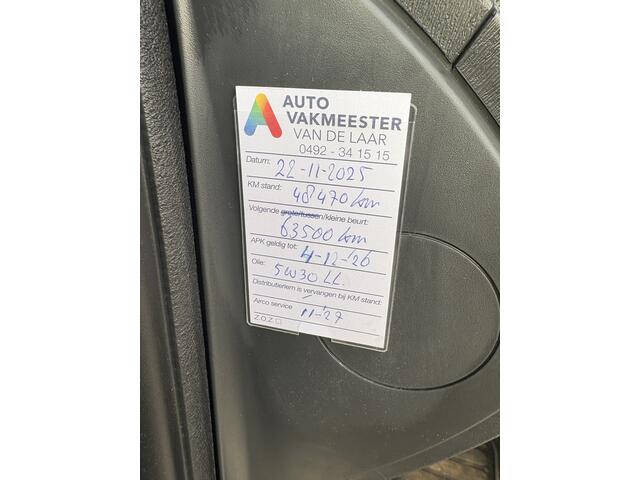 AUTO
VAKMEESTER
VAN DE LAAR
0492 - 34 15 15
Datum: 22-11-2025
KM stand: 48470 km
Volgende grote/tussen/kleine beurt:
63500 km
APK geldig tot: 4-12-'26
Olie: 5W30 LL.
Distributieriem is vervangen bij KM stand:
Airco service 11-'27
z.o.z.